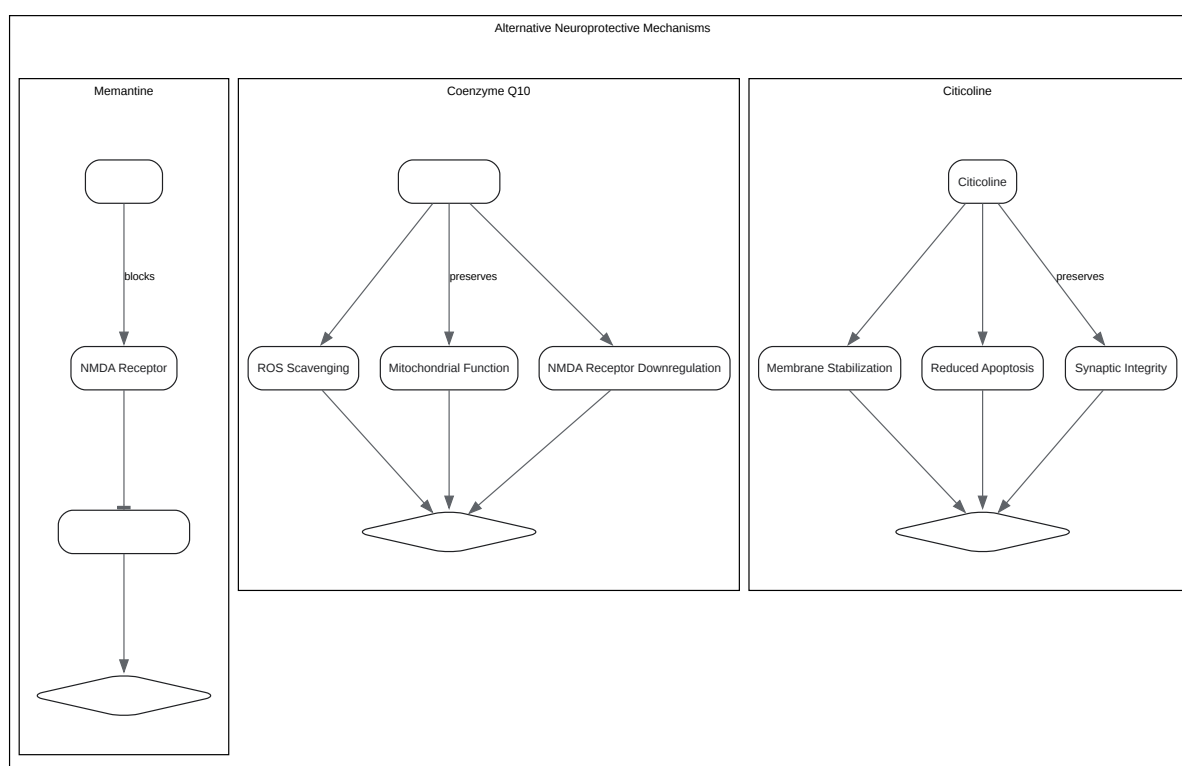 Alternative Neuroprotective Mechanisms
Memantine
blocks
NMDA Receptor
Coenzyme Q10
preserves
ROS Scavenging
Mitochondrial Function
NMDA Receptor Downregulation
Citicoline
Citicoline
preserves
Membrane Stabilization
Reduced Apoptosis
Synaptic Integrity